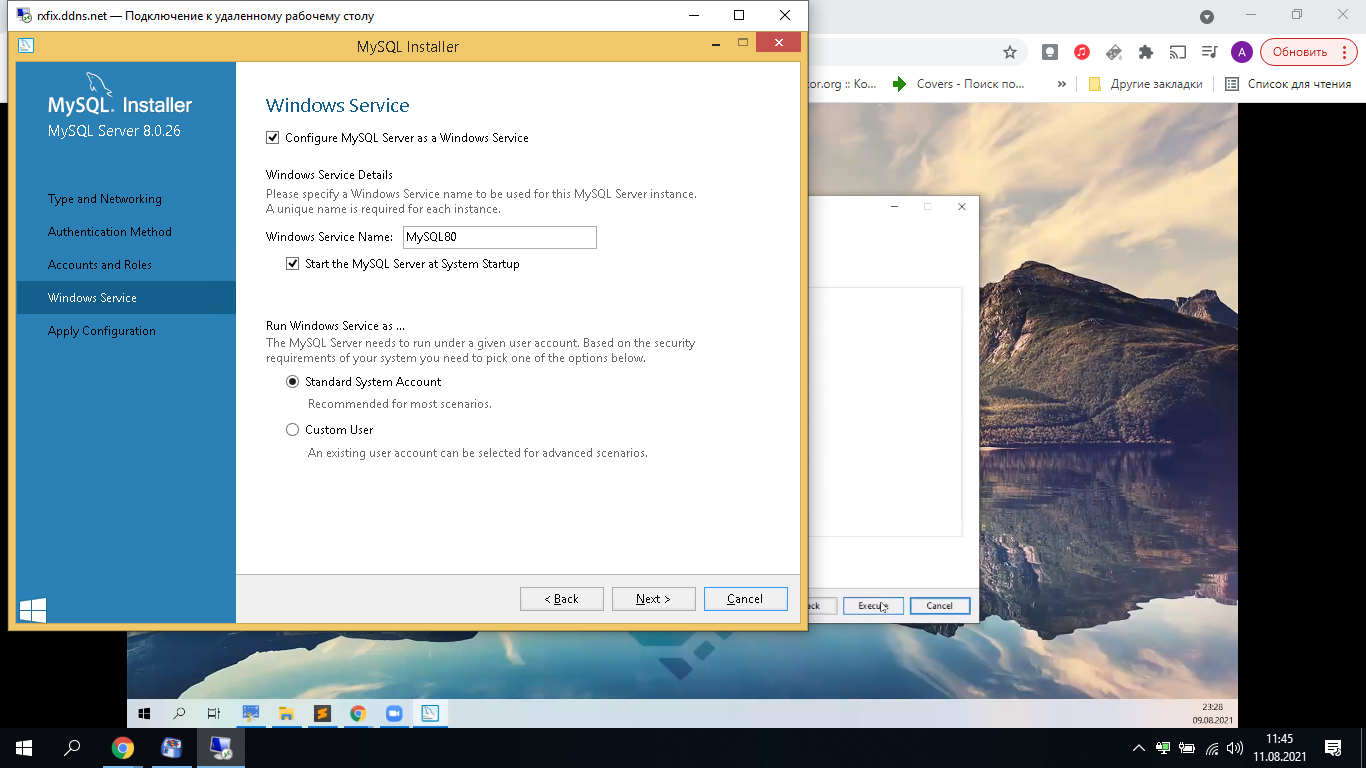 rxfix.ddns.net — Подключение к удаленному рабочему столу
MySQL Installer
MySQL. Installer
MySQL Server 8.0.26
Type and Networking
Authentication Method
Accounts and Roles
Windows Service
Apply Configuration
Windows Service
Configure MySQL Server as a Windows Service
Windows Service Details
Please specify a Windows Service name to be used for this MySQL Server instance.
A unique name is required for each instance.
Windows Service Name: MySQL80
Start the MySQL Server at System Startup
Run Windows Service as ...
The MySQL Server needs to run under a given user account. Based on the security
requirements of your system you need to pick one of the options below.
Standard System Account
Recommended for most scenarios.
Custom User
An existing user account can be selected for advanced scenarios.
< Back
Next >
Cancel
A
Обновить
tor.org :: Ко...
Covers - Поиск по...
»
Другие закладки
Список для чтения
ack
Execute
Cancel
23:28
09.08.2021
11:45
11.08.2021